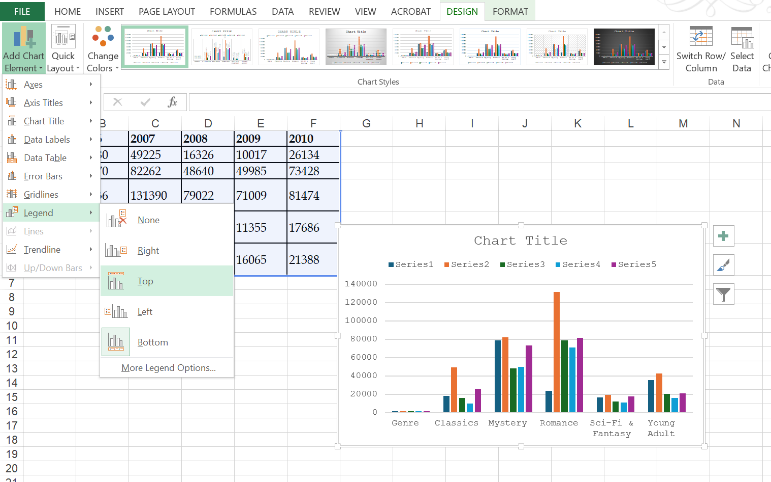 FILE HOME INSERT PAGE LAYOUT FORMULAS DATA REVIEW VIEW ACROBAT DESIGN FORMAT
Add Chart Element
Quick Layout
Change Colors
Chart Title
Switch Row/ Column
Select Data
Chart Styles
Data
fx
Axes
Axis Titles
Chart Title
Data Labels
Data Table
Error Bars
Gridlines
Legend
Lines
Trendline
Up/Down Bars
None
Right
Top
Left
Bottom
More Legend Options...
B C D E F G H I J K L M N
2007 2008 2009 2010
49225 16326 10017 26134
82262 48640 49985 73428
131390 79022 71009 81474
11355 17686
16065 21388
7
8
9
10
11
12
13
14
15
16
17
18
19
20
21
Chart Title
Series1 Series2 Series3 Series4 Series5
140000
120000
100000
80000
60000
40000
20000
0
Genre Classics Mystery Romance Sci-Fi & Young
Fantasy Adult